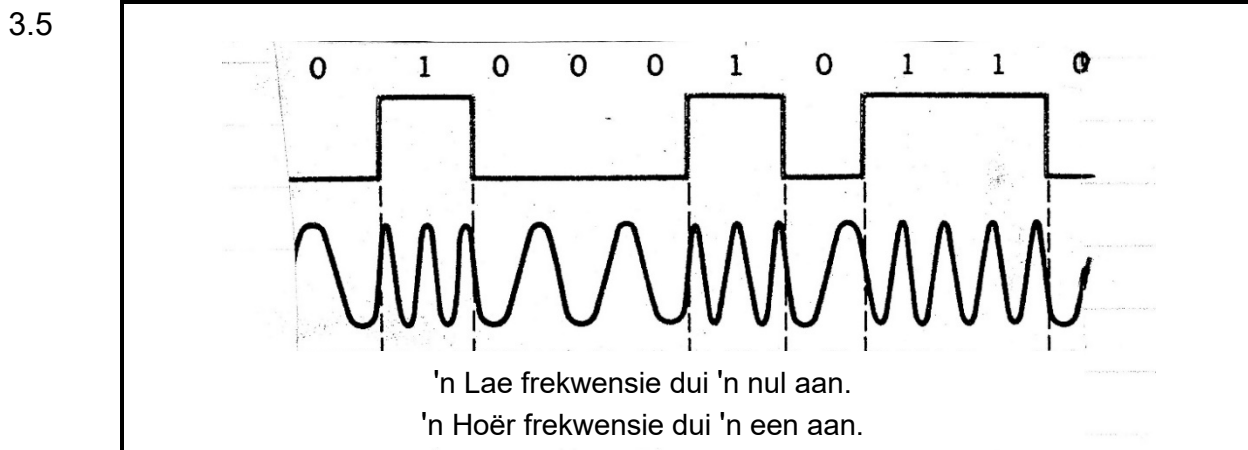 3.5
0 1 0 0 0 1 0 1 1 0
'n Lae frekwensie dui 'n nul aan.
'n Hoër frekwensie dui 'n een aan.